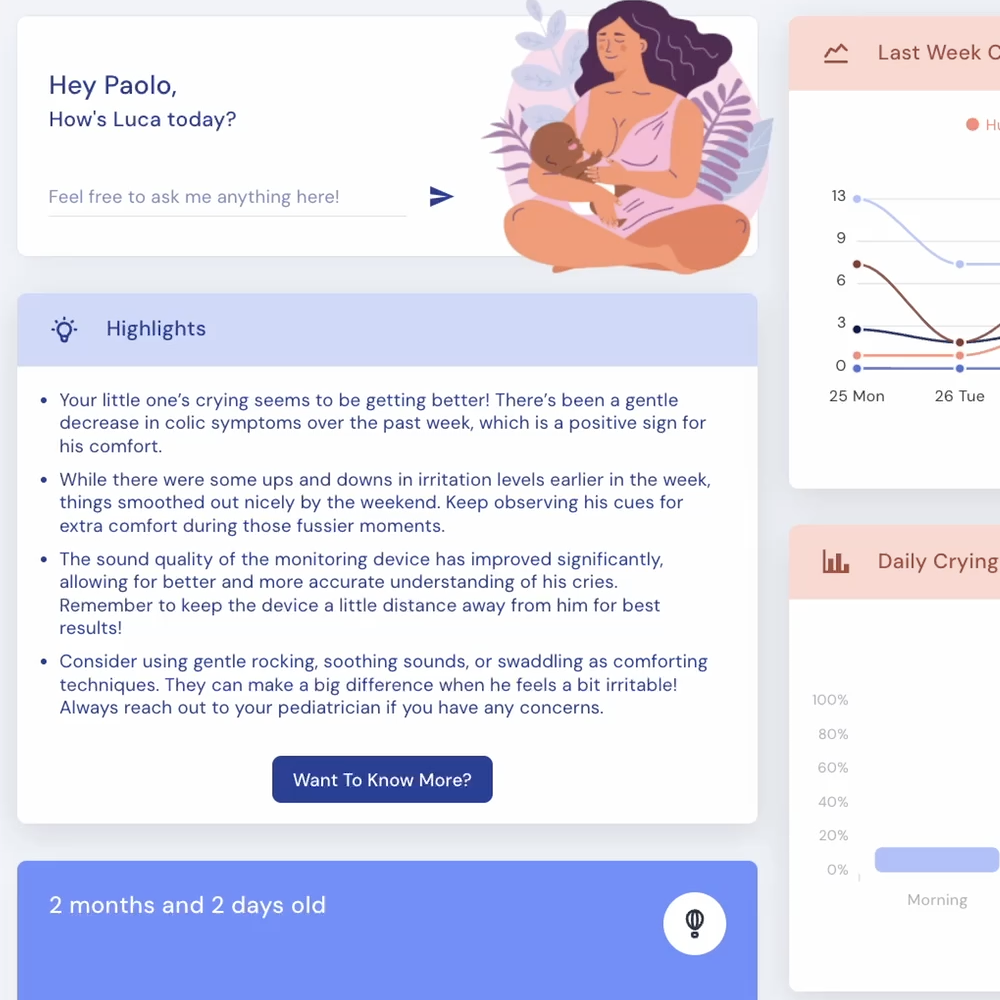 Hey Paolo,
How's Luca today?
Feel free to ask me anything here!
Highlights
• Your little one’s crying seems to be getting better! There’s been a gentle
decrease in colic symptoms over the past week, which is a positive sign for
his comfort.
• While there were some ups and downs in irritation levels earlier in the week,
things smoothed out nicely by the weekend. Keep observing his cues for
extra comfort during those fussier moments.
• The sound quality of the monitoring device has improved significantly,
allowing for better and more accurate understanding of his cries.
Remember to keep the device a little distance away from him for best
results!
• Consider using gentle rocking, soothing sounds, or swaddling as comforting
techniques. They can make a big difference when he feels a bit irritable!
Always reach out to your pediatrician if you have any concerns.
Want To Know More?
2 months and 2 days old
Last Week C
Hu
13
9
6
3
0
25 Mon 26 Tue
Daily Crying
100%
80%
60%
40%
20%
0%
Morning